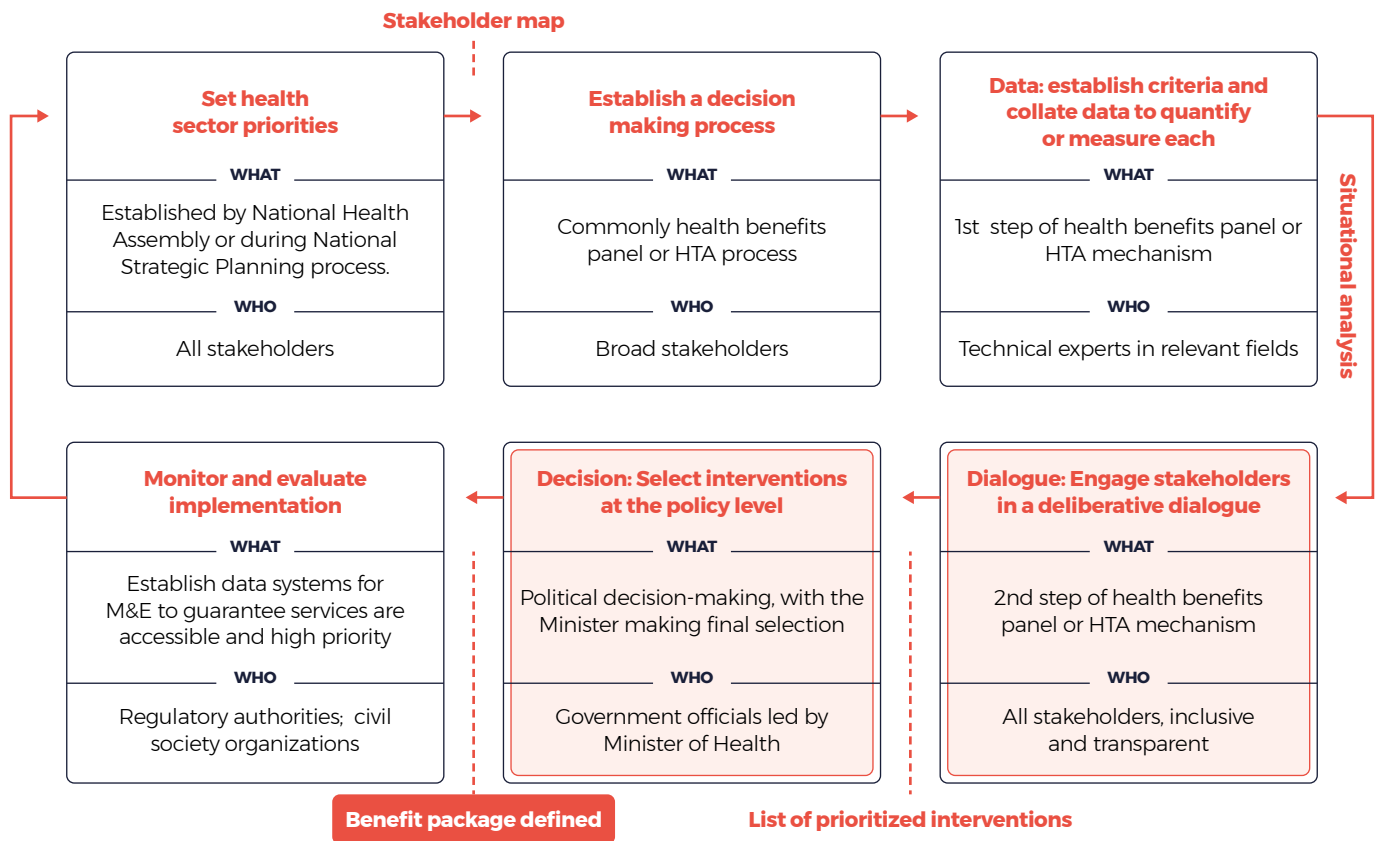 Stakeholder map
Set health
sector priorities
WHAT
Established by National Health
Assembly or during National
Strategic Planning process.
WHO
All stakeholders
Establish a decision
making process
WHAT
Commonly health benefits
panel or HTA process
WHO
Broad stakeholders
Data: establish criteria and
collate data to quantify
or measure each
WHAT
1st step of health benefits panel or
HTA mechanism
WHO
Technical experts in relevant fields
Situational analysis
Dialogue: Engage stakeholders
in a deliberative dialogue
WHAT
2nd step of health benefits
panel or HTA mechanism
WHO
All stakeholders, inclusive
and transparent
List of prioritized interventions
Decision: Select interventions
at the policy level
WHAT
Political decision-making, with the
Minister making final selection
WHO
Government officials led by
Minister of Health
Benefit package defined
Monitor and evaluate
implementation
WHAT
Establish data systems for
M&E to guarantee services are
accessible and high priority
WHO
Regulatory authorities; civil
society organizations